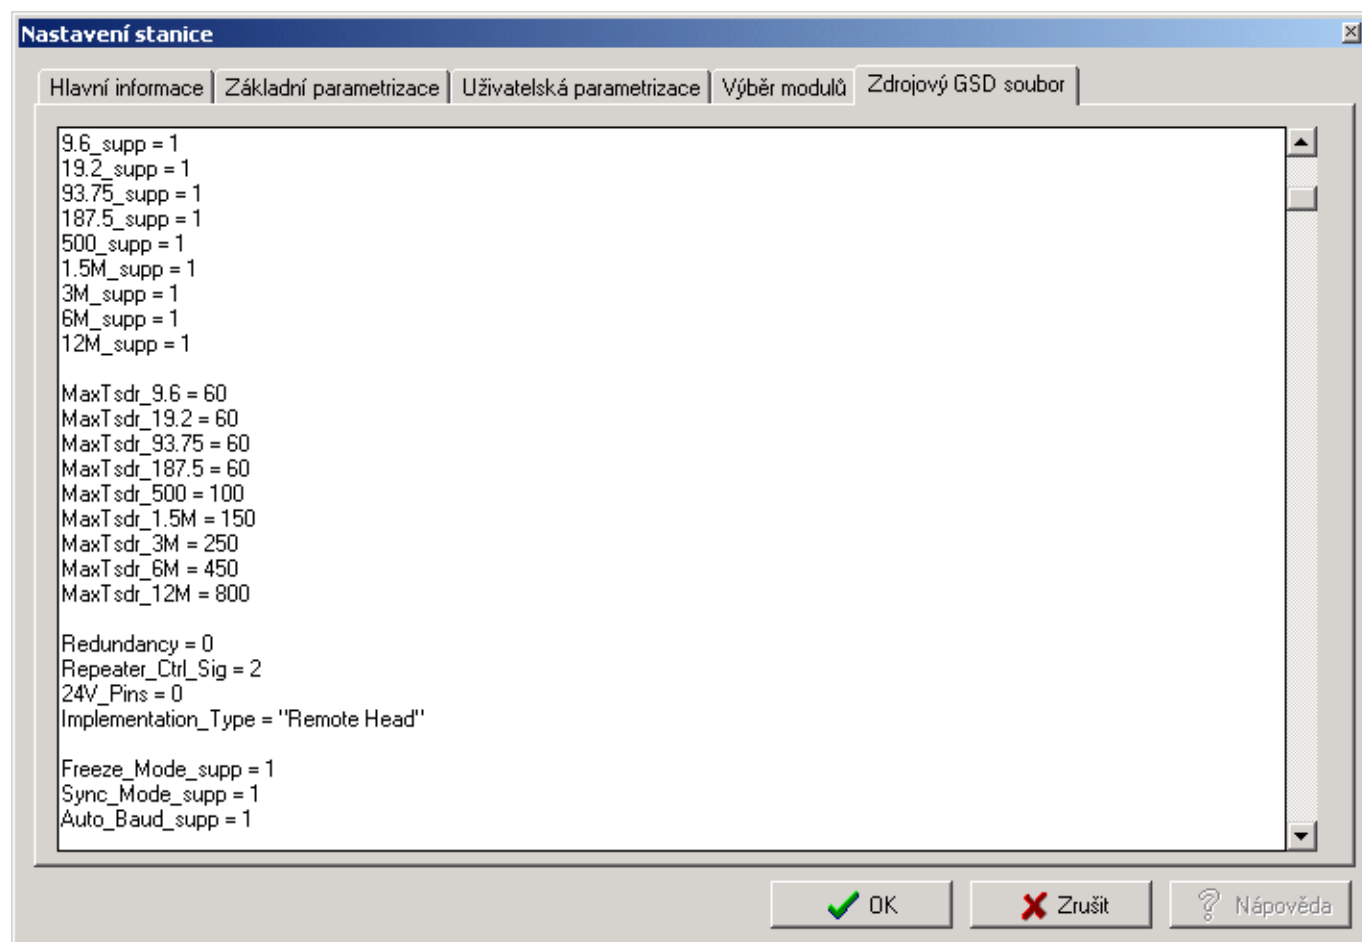 Nastavení stanice
Hlavní informace Základní parametrizace Uživatelská parametrizace Výběr modulů Zdrojový GSD soubor
9.6_supp = 1
19.2_supp = 1
93.75_supp = 1
187.5_supp = 1
500_supp = 1
1.5M_supp = 1
3M_supp = 1
6M_supp = 1
12M_supp = 1
MaxTsdr_9.6 = 60
MaxTsdr_19.2 = 60
MaxTsdr_93.75 = 60
MaxTsdr_187.5 = 60
MaxTsdr_500 = 100
MaxTsdr_1.5M = 150
MaxTsdr_3M = 250
MaxTsdr_6M = 450
MaxTsdr_12M = 800
Redundancy = 0
Repeater_Ctrl_Sig = 2
24V_Pins = 0
Implementation_Type = "Remote Head"
Freeze_Mode_supp = 1
Sync_Mode_supp = 1
Auto_Baud_supp = 1
OK Zrušit Nápověda